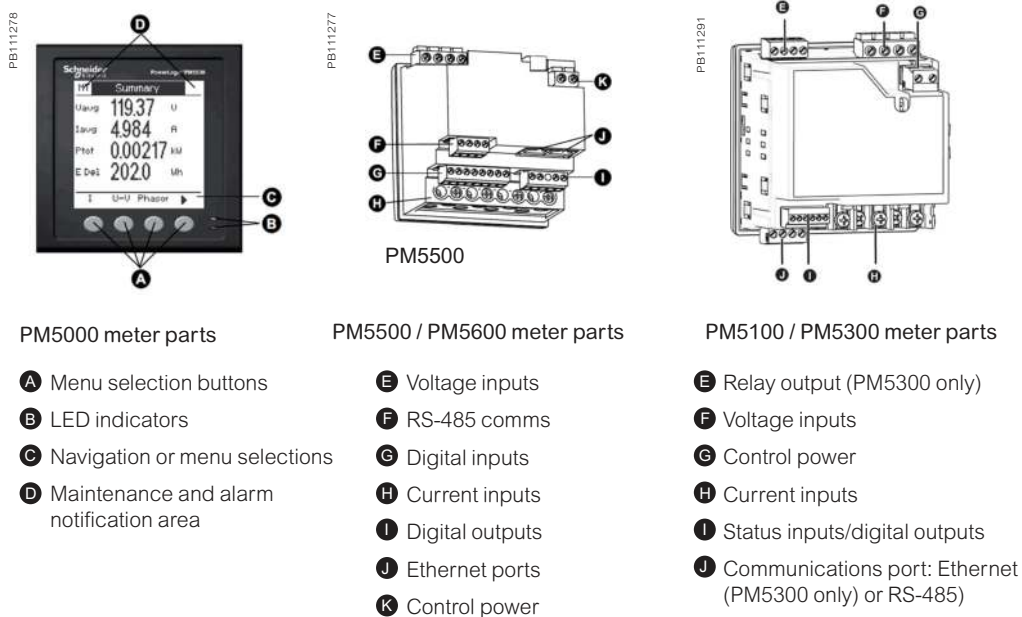 PB111278
D
Schneider
PowerLogic PM5500
Summary
Vavg 119.37 V
Iavg 4.984 A
Ptot 0.00217 kW
E Del 202.0 Wh
I U-V Phasor
C
B
A
PB111277
E
K
F
J
G
I
H
PM5500
PB111291
E
F
G
J
I
H
PM5000 meter parts
A Menu selection buttons
B LED indicators
C Navigation or menu selections
D Maintenance and alarm
notification area
PM5500 / PM5600 meter parts
E Voltage inputs
F RS-485 comms
G Digital inputs
H Current inputs
I Digital outputs
J Ethernet ports
K Control power
PM5100 / PM5300 meter parts
E Relay output (PM5300 only)
F Voltage inputs
G Control power
H Current inputs
I Status inputs/digital outputs
J Communications port: Ethernet
(PM5300 only) or RS-485)